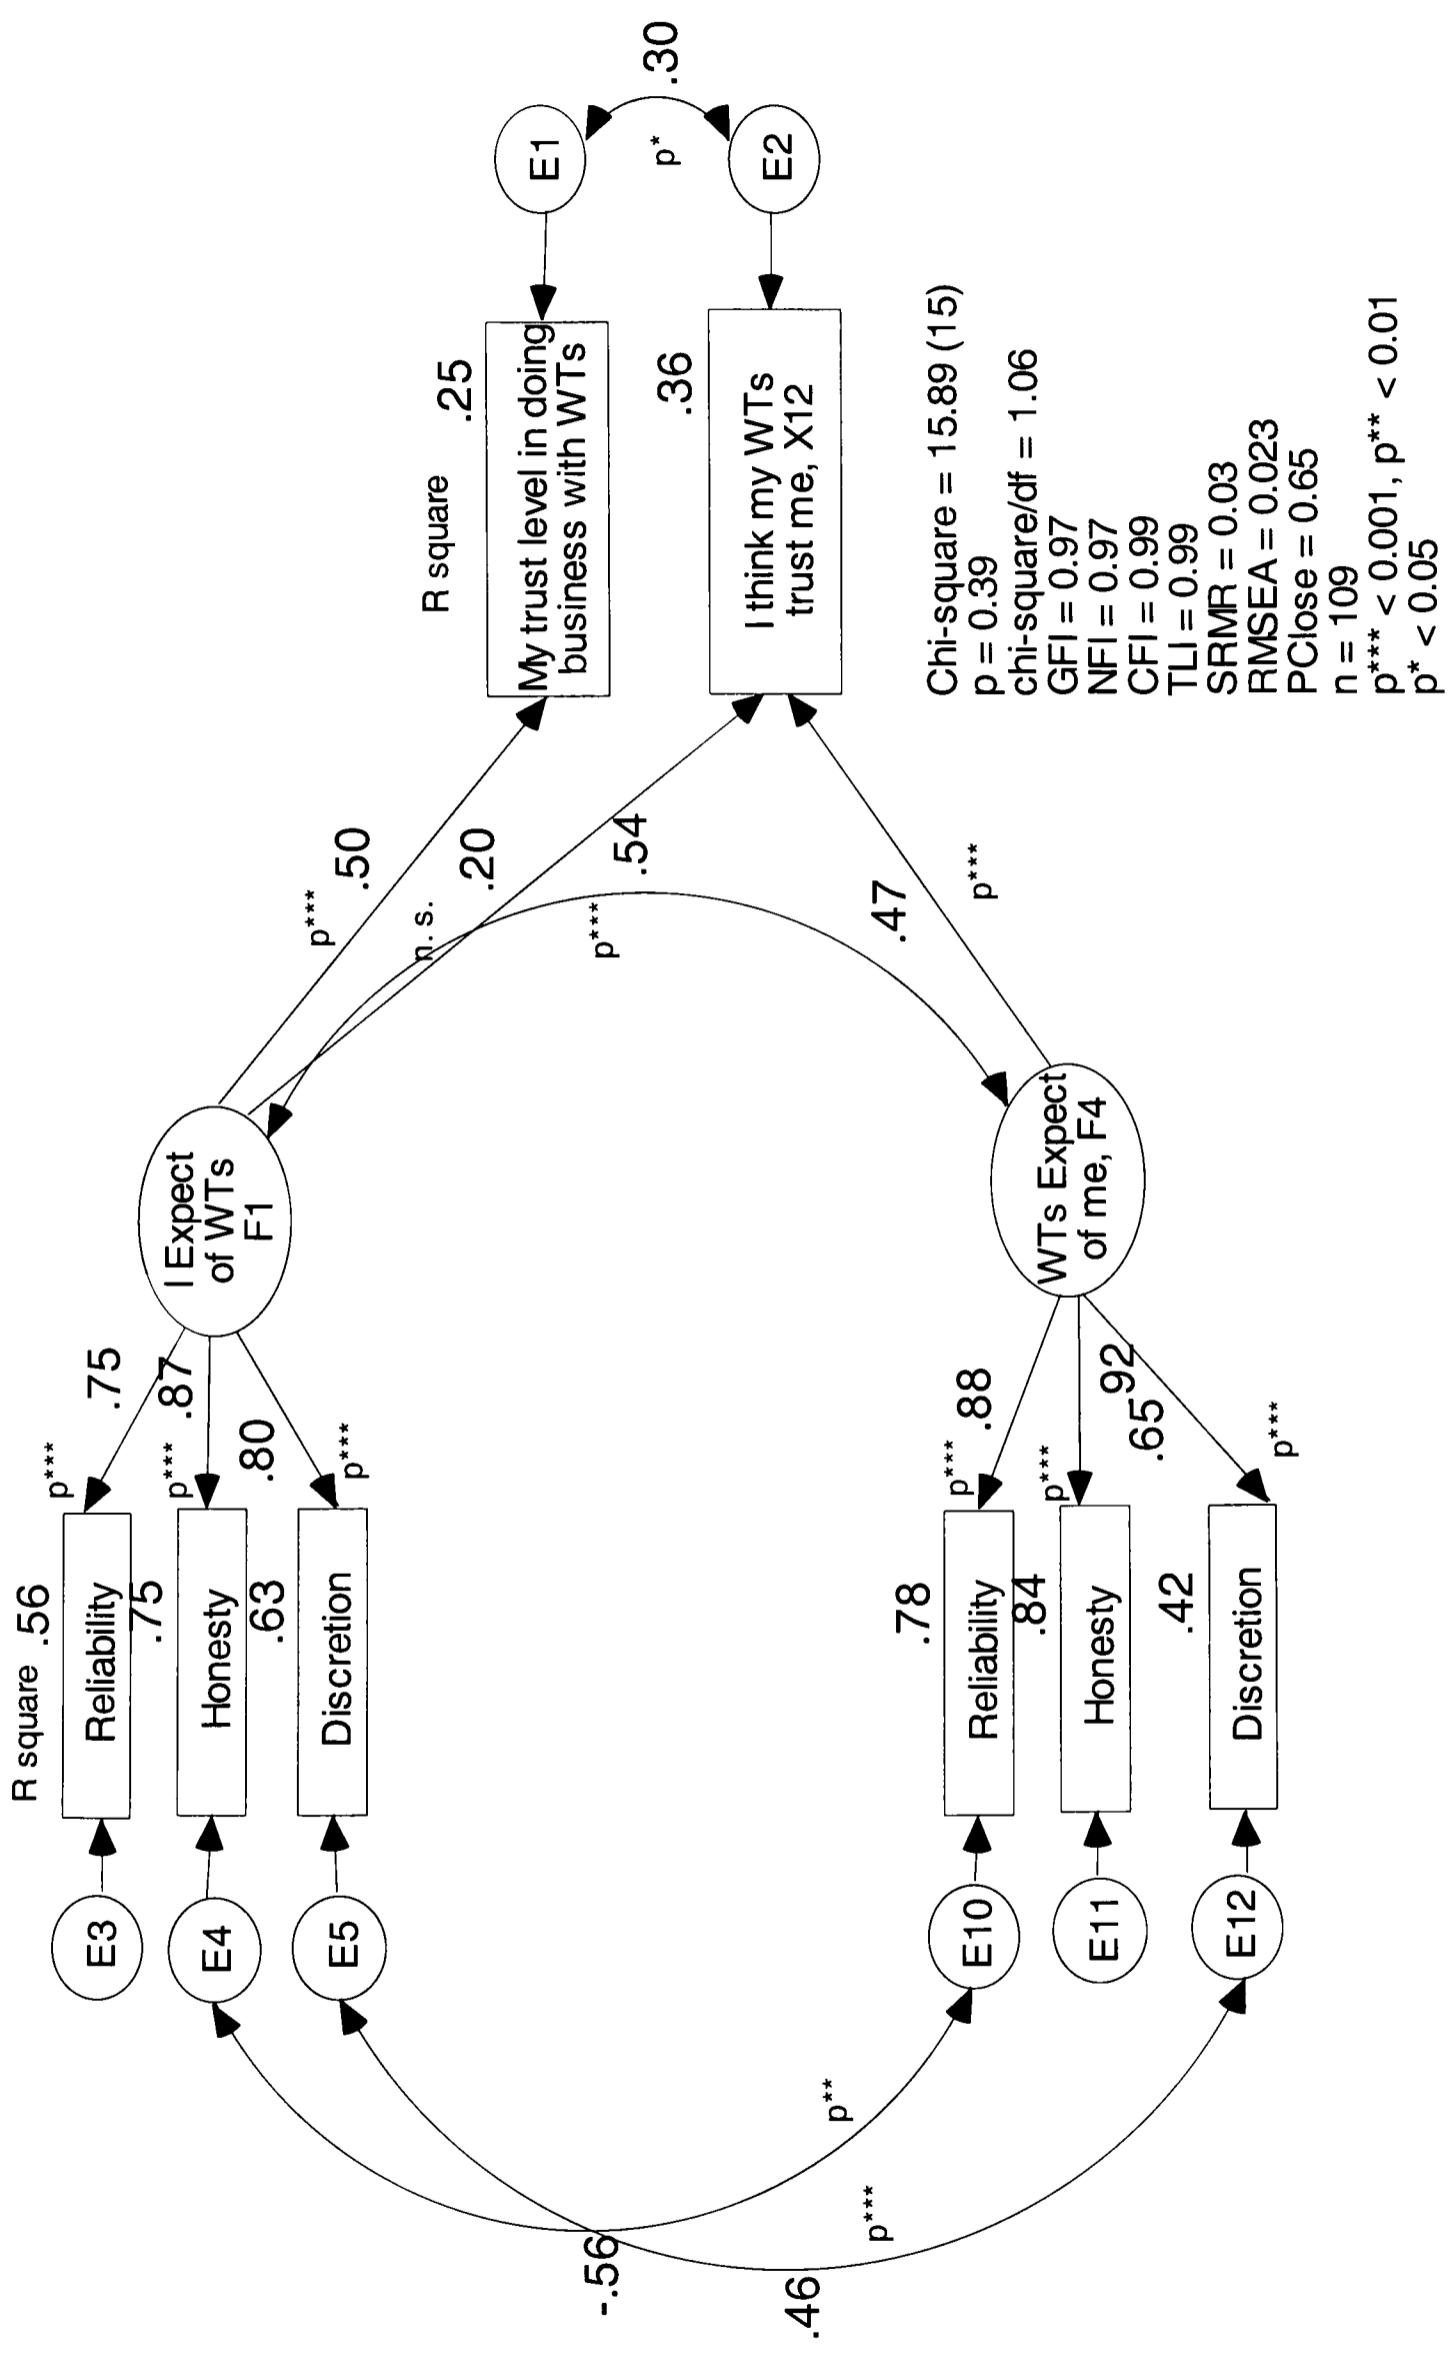 R square .56
Reliability
.75
p***
E3
.75
Honesty
.87
p***
E4
.63
Discretion
.80
p***
E5
I Expect
of WTs
F1
p***
.50
n.s.
.20
p***
.54
.47
p***
R square
.25
My trust level in doing
business with WTs
E1
p*
.30
.36
I think my WTs
trust me, X12
E2
.78
Reliability
.88
p***
E10
.84
Honesty
.92
p***
E11
.42
Discretion
.65
p***
E12
WTs Expect
of me, F4
-.56
p**
.46
p***
Chi-square = 15.89 (15)
p = 0.39
chi-square/df = 1.06
GFI = 0.97
NFI = 0.97
CFI = 0.99
TLI = 0.99
SRMR = 0.03
RMSEA = 0.023
PClose = 0.65
n = 109
p*** < 0.001, p** < 0.01
p* < 0.05